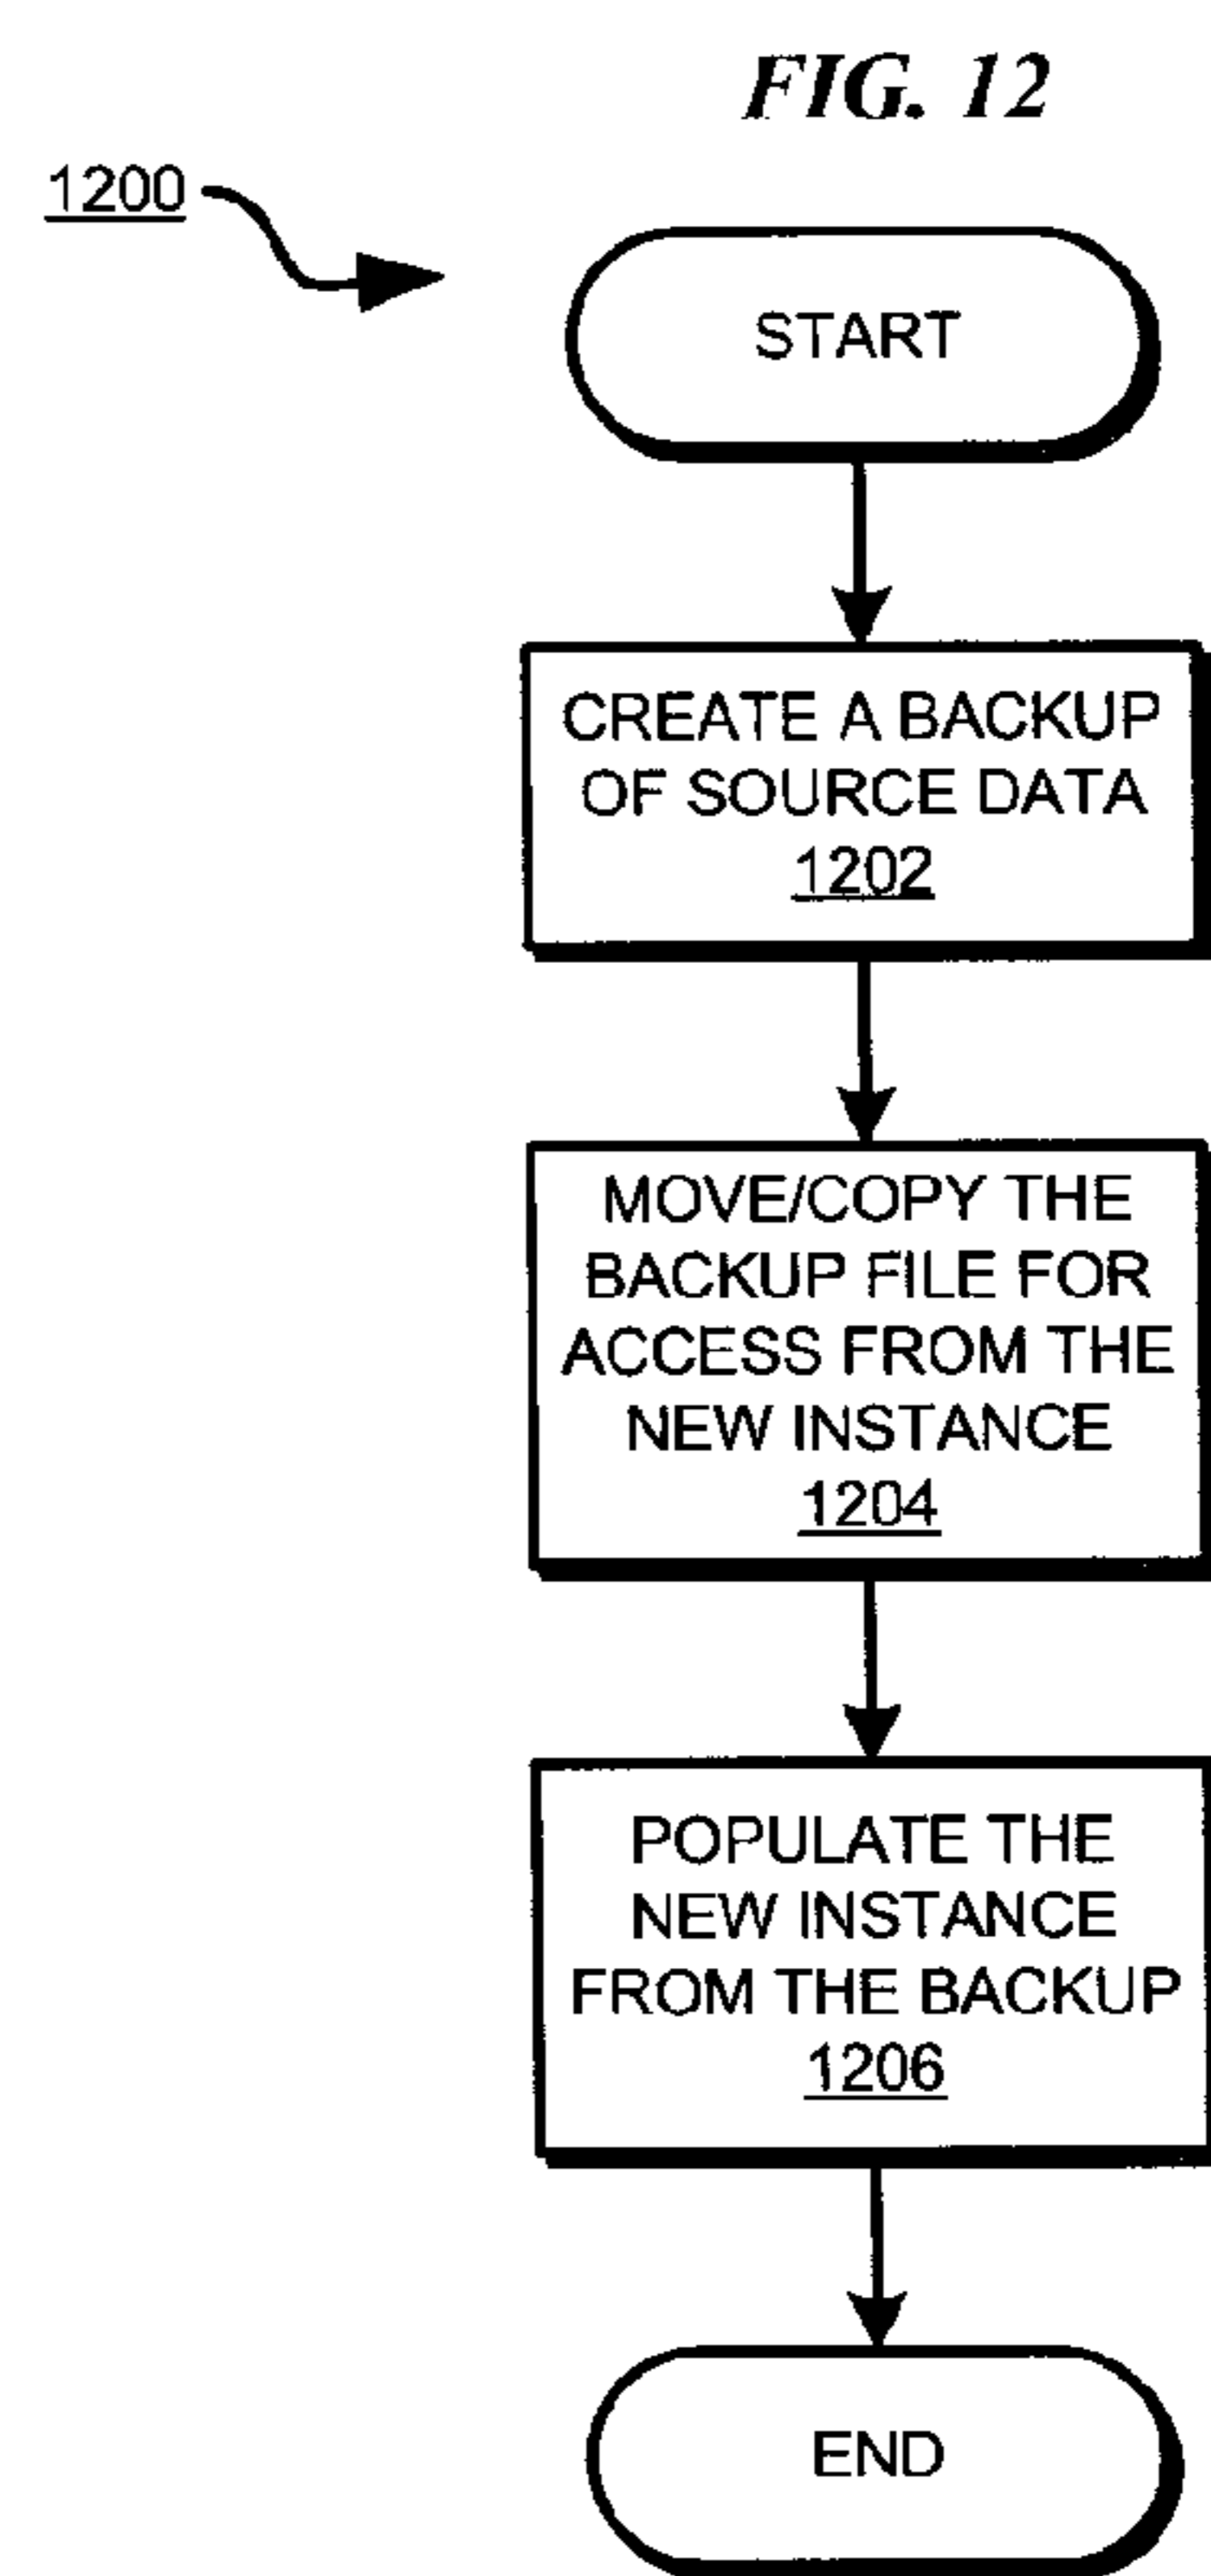 FIG. 12
1200
START
CREATE A BACKUP
OF SOURCE DATA
1202
MOVE/COPY THE
BACKUP FILE FOR
ACCESS FROM THE
NEW INSTANCE
1204
POPULATE THE
NEW INSTANCE
FROM THE BACKUP
1206
END